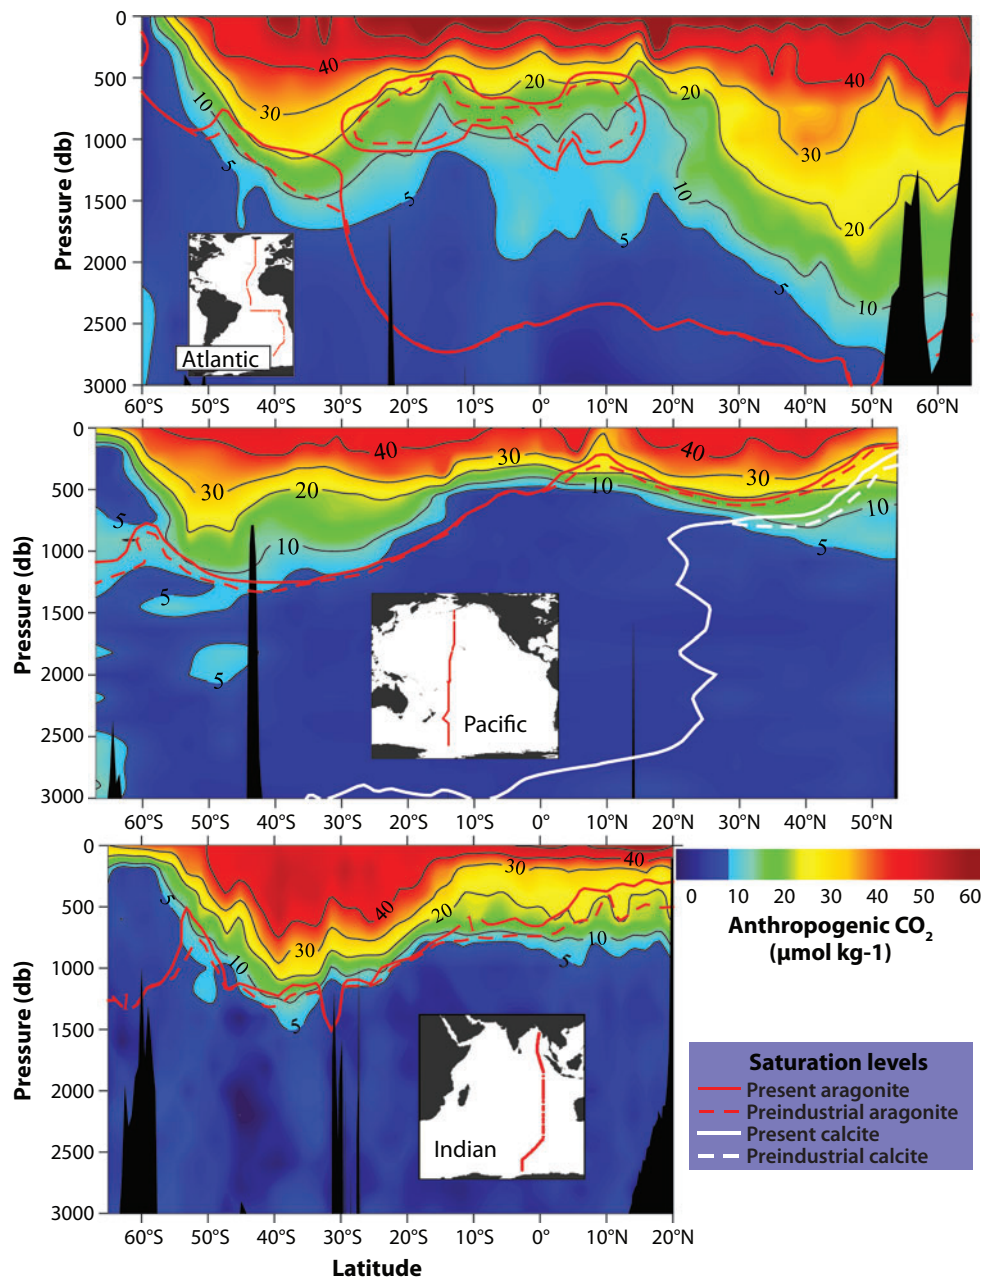 0
500
1000
1500
2000
2500
3000
Pressure (db)
40
30
10
5
20
5
20
40
30
10
20
5
5
10
Atlantic
60°S
50°S
40°S
30°S
20°S
10°S
0°
10°N
20°N
30°N
40°N
50°N
60°N
0
500
1000
1500
2000
2500
3000
Pressure (db)
40
30
40
30
20
30
10
10
5
10
5
5
5
Pacific
60°S
50°S
40°S
30°S
20°S
10°S
0°
10°N
20°N
30°N
40°N
50°N
0
500
1000
1500
2000
2500
3000
Pressure (db)
30
40
5
40
20
30
10
10
5
5
Indian
60°S
50°S
40°S
30°S
20°S
10°S
0°
10°N
20°N
Latitude
0 10 20 30 40 50 60
Anthropogenic CO₂
(µmol kg-1)
Saturation levels
Present aragonite
Preindustrial aragonite
Present calcite
Preindustrial calcite